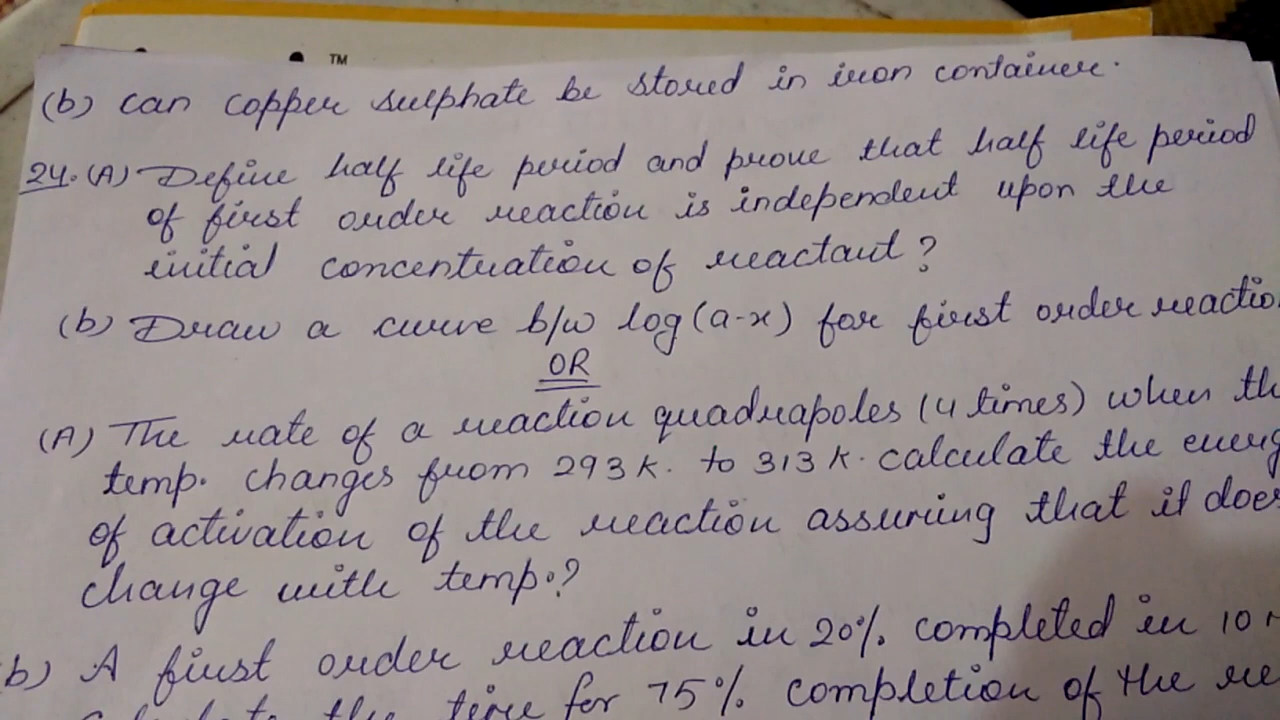 TM
(b) can copper sulphate be stored in iron container.
24. (A) Define half life period and prove that half life period
of first order reaction is independent upon the
initial concentration of reactant?
(b) Draw a curve b/w log (a-x) for first order reactio
OR
(A) The rate of a reaction quadrapoles (4 times) when th
temp. changes from 293 K. to 313 K. calculate the energ
of activation of the reaction assuming that it does
change with temp.?
b) A first order reaction in 20% completed in 10
the time for 75% completion of the re